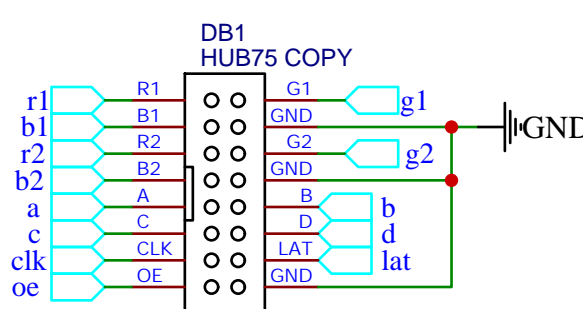 DB1
HUB75 COPY
r1 R1 G1 g1
b1 B1 GND GND
r2 R2 G2 g2
b2 B2 GND
a A B b
c C D d
clk CLK LAT lat
oe OE GND